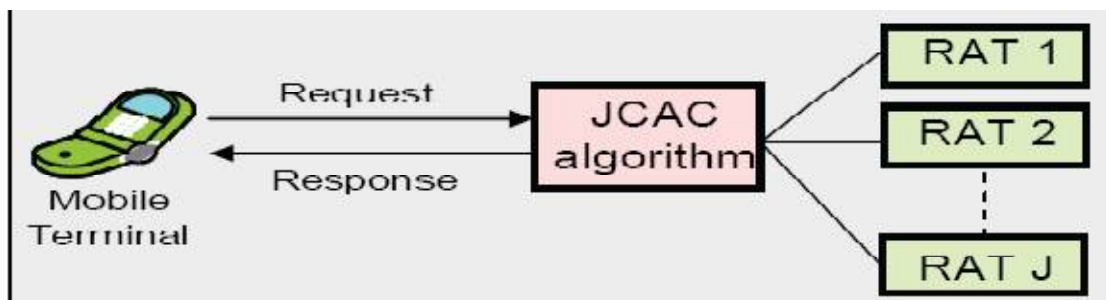 Request
Response
Mobile
Terminal
JCAC
algorithm
RAT 1
RAT 2
RAT J